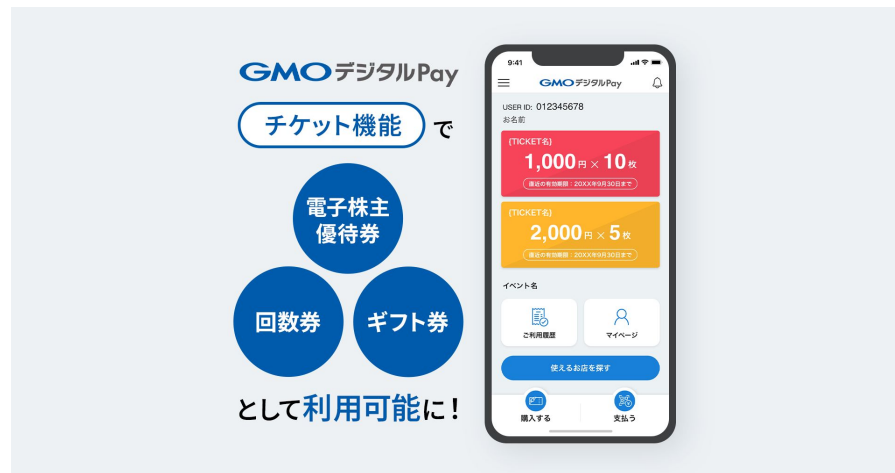 GMOデジタルPay
チケット機能で
電子株主
優待券
回数券
ギフト券
として利用可能に!
9:41
GMOデジタルPay
USER ID: 012345678
お名前
{TICKET名}
1,000円×10枚
直近の有効期限:20XX年9月30日まで
{TICKET名}
2,000円×5枚
直近の有効期限:20XX年9月30日まで
イベント名
ご利用履歴
マイページ
使えるお店を探す
購入する
支払う